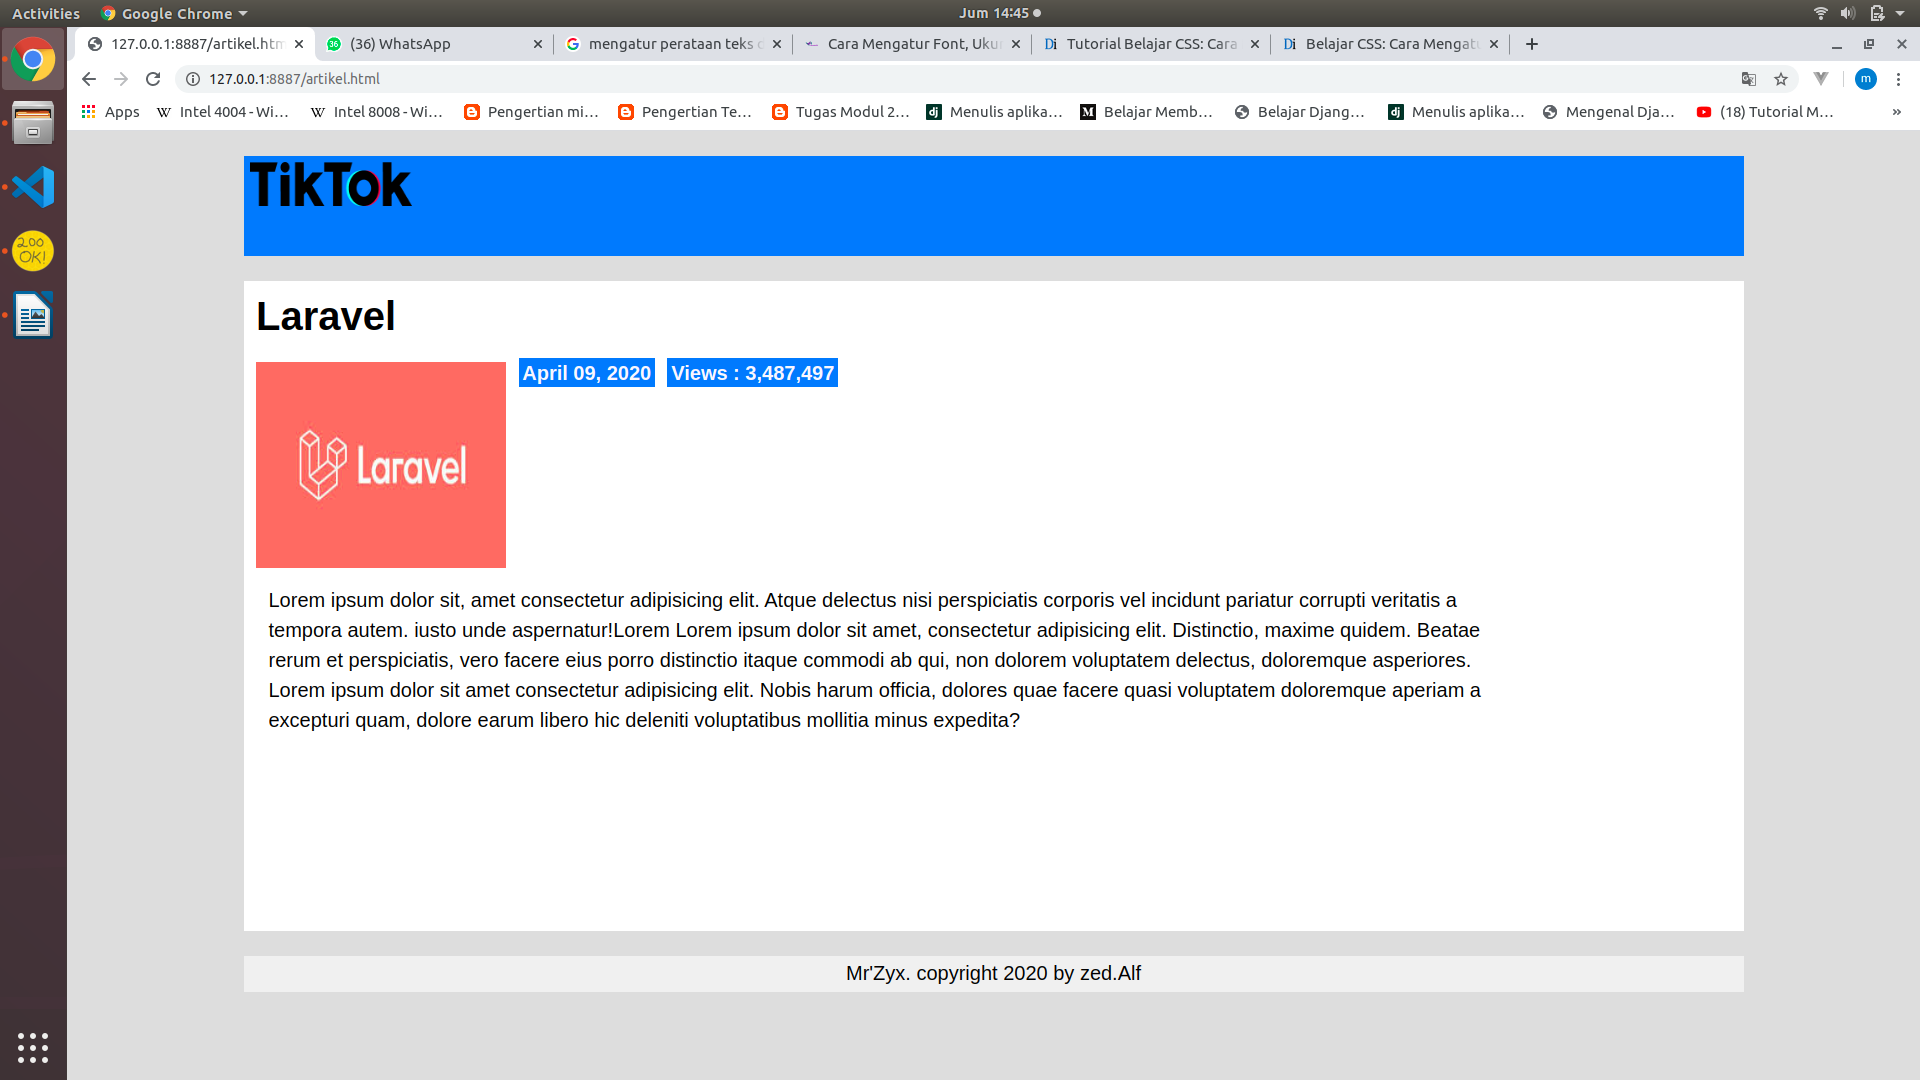 Activities Google Chrome Jum 14:45
127.0.0.1:8887/artikel.htm (36) WhatsApp mengatur perataan teks d Cara Mengatur Font, Uku Tutorial Belajar CSS: Cara Belajar CSS: Cara Mengatu
127.0.0.1:8887/artikel.html m
Apps Intel 4004 - Wi... Intel 8008 - Wi... Pengertian mi... Pengertian Te... Tugas Modul 2... Menulis aplika... Belajar Memb... Belajar Djang... Menulis aplika... Mengenal Dja... (18) Tutorial M... »
TikTok
200 OK!
Laravel
April 09, 2020 Views : 3,487,497
Laravel
Lorem ipsum dolor sit, amet consectetur adipisicing elit. Atque delectus nisi perspiciatis corporis vel incidunt pariatur corrupti veritatis a
tempora autem. iusto unde aspernatur!Lorem Lorem ipsum dolor sit amet, consectetur adipisicing elit. Distinctio, maxime quidem. Beatae
rerum et perspiciatis, vero facere eius porro distinctio itaque commodi ab qui, non dolorem voluptatem delectus, doloremque asperiores.
Lorem ipsum dolor sit amet consectetur adipisicing elit. Nobis harum officia, dolores quae facere quasi voluptatem doloremque aperiam a
excepturi quam, dolore earum libero hic deleniti voluptatibus mollitia minus expedita?
Mr'Zyx. copyright 2020 by zed.Alf